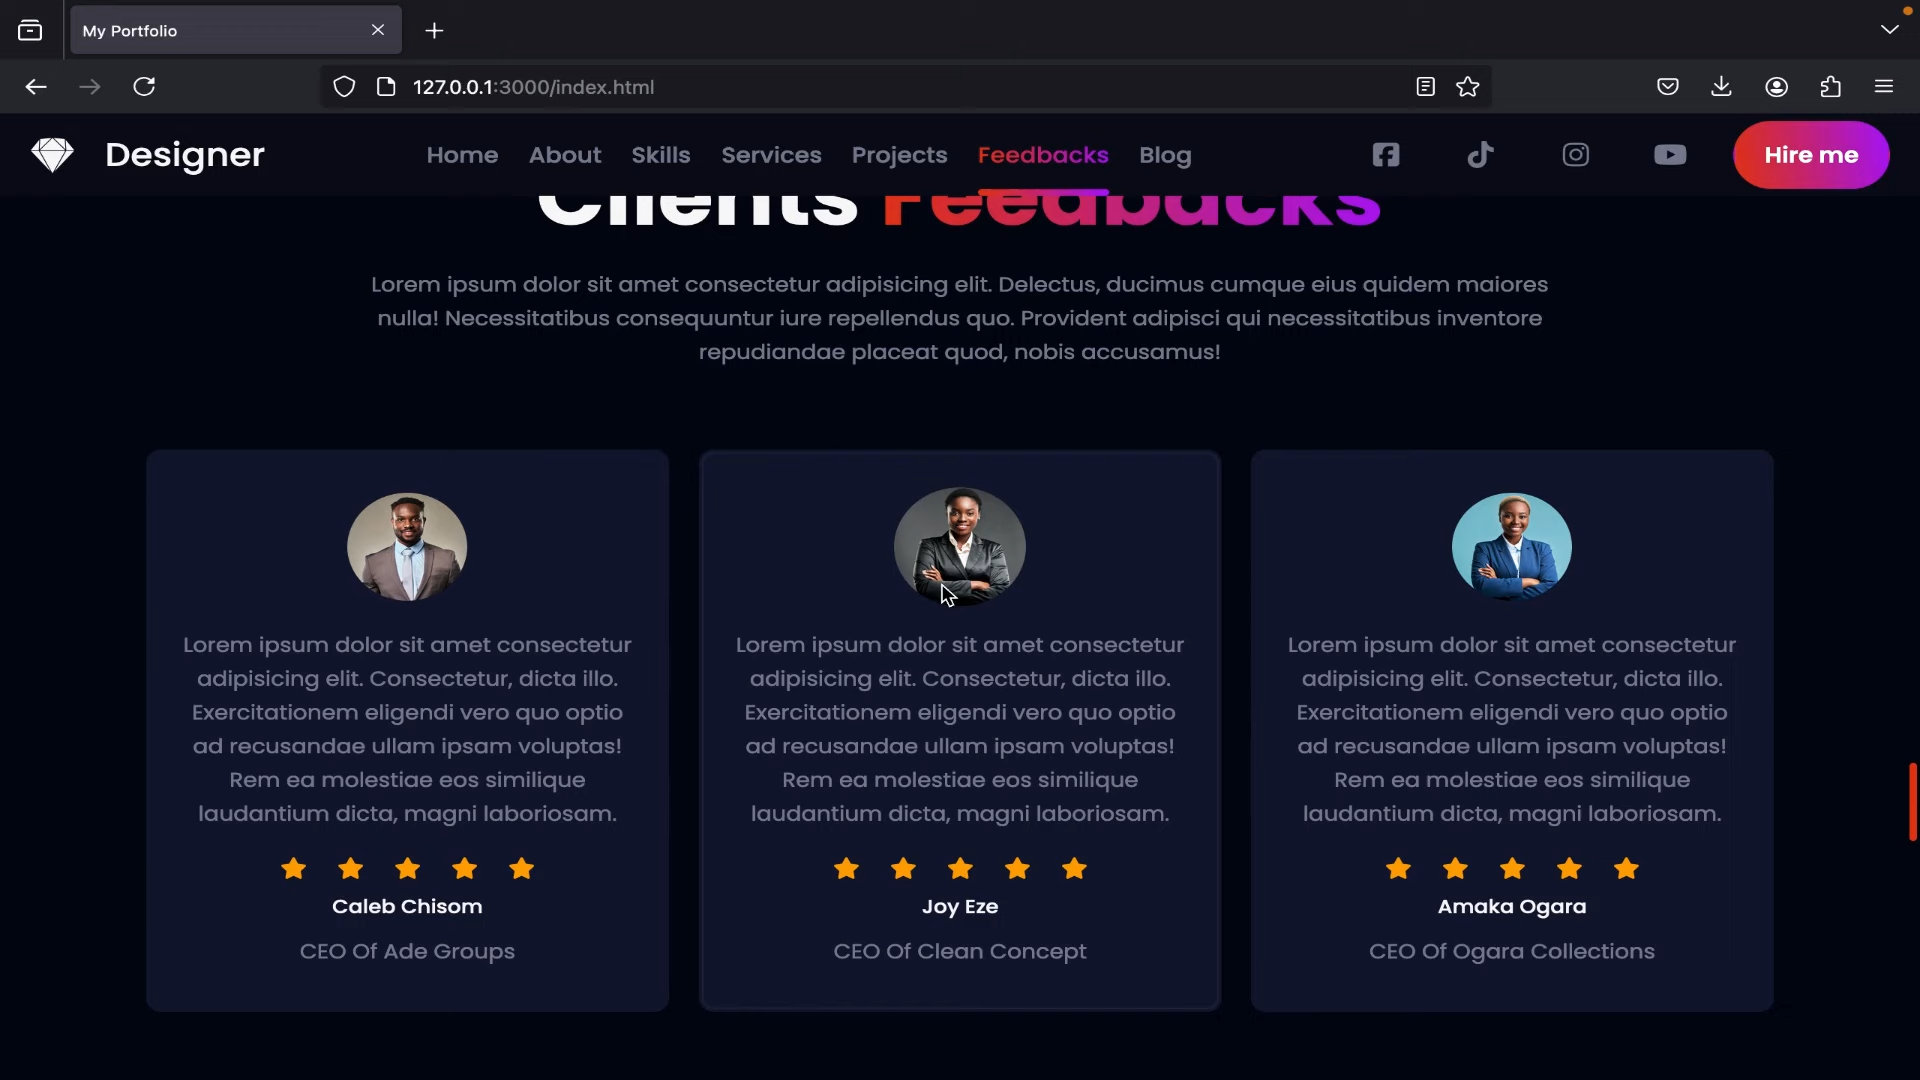 My Portfolio
127.0.0.1:3000/index.html
Designer
Home About Skills Services Projects Feedbacks Blog
Hire me
Clients Feedbacks
Lorem ipsum dolor sit amet consectetur adipisicing elit. Delectus, ducimus cumque eius quidem maiores
nulla! Necessitatibus consequuntur iure repellendus quo. Provident adipisci qui necessitatibus inventore
repudiandae placeat quod, nobis accusamus!
Lorem ipsum dolor sit amet consectetur
adipisicing elit. Consectetur, dicta illo.
Exercitationem eligendi vero quo optio
ad recusandae ullam ipsam voluptas!
Rem ea molestiae eos similique
laudantium dicta, magni laboriosam.
Caleb Chisom
CEO Of Ade Groups
Lorem ipsum dolor sit amet consectetur
adipisicing elit. Consectetur, dicta illo.
Exercitationem eligendi vero quo optio
ad recusandae ullam ipsam voluptas!
Rem ea molestiae eos similique
laudantium dicta, magni laboriosam.
Joy Eze
CEO Of Clean Concept
Lorem ipsum dolor sit amet consectetur
adipisicing elit. Consectetur, dicta illo.
Exercitationem eligendi vero quo optio
ad recusandae ullam ipsam voluptas!
Rem ea molestiae eos similique
laudantium dicta, magni laboriosam.
Amaka Ogara
CEO Of Ogara Collections